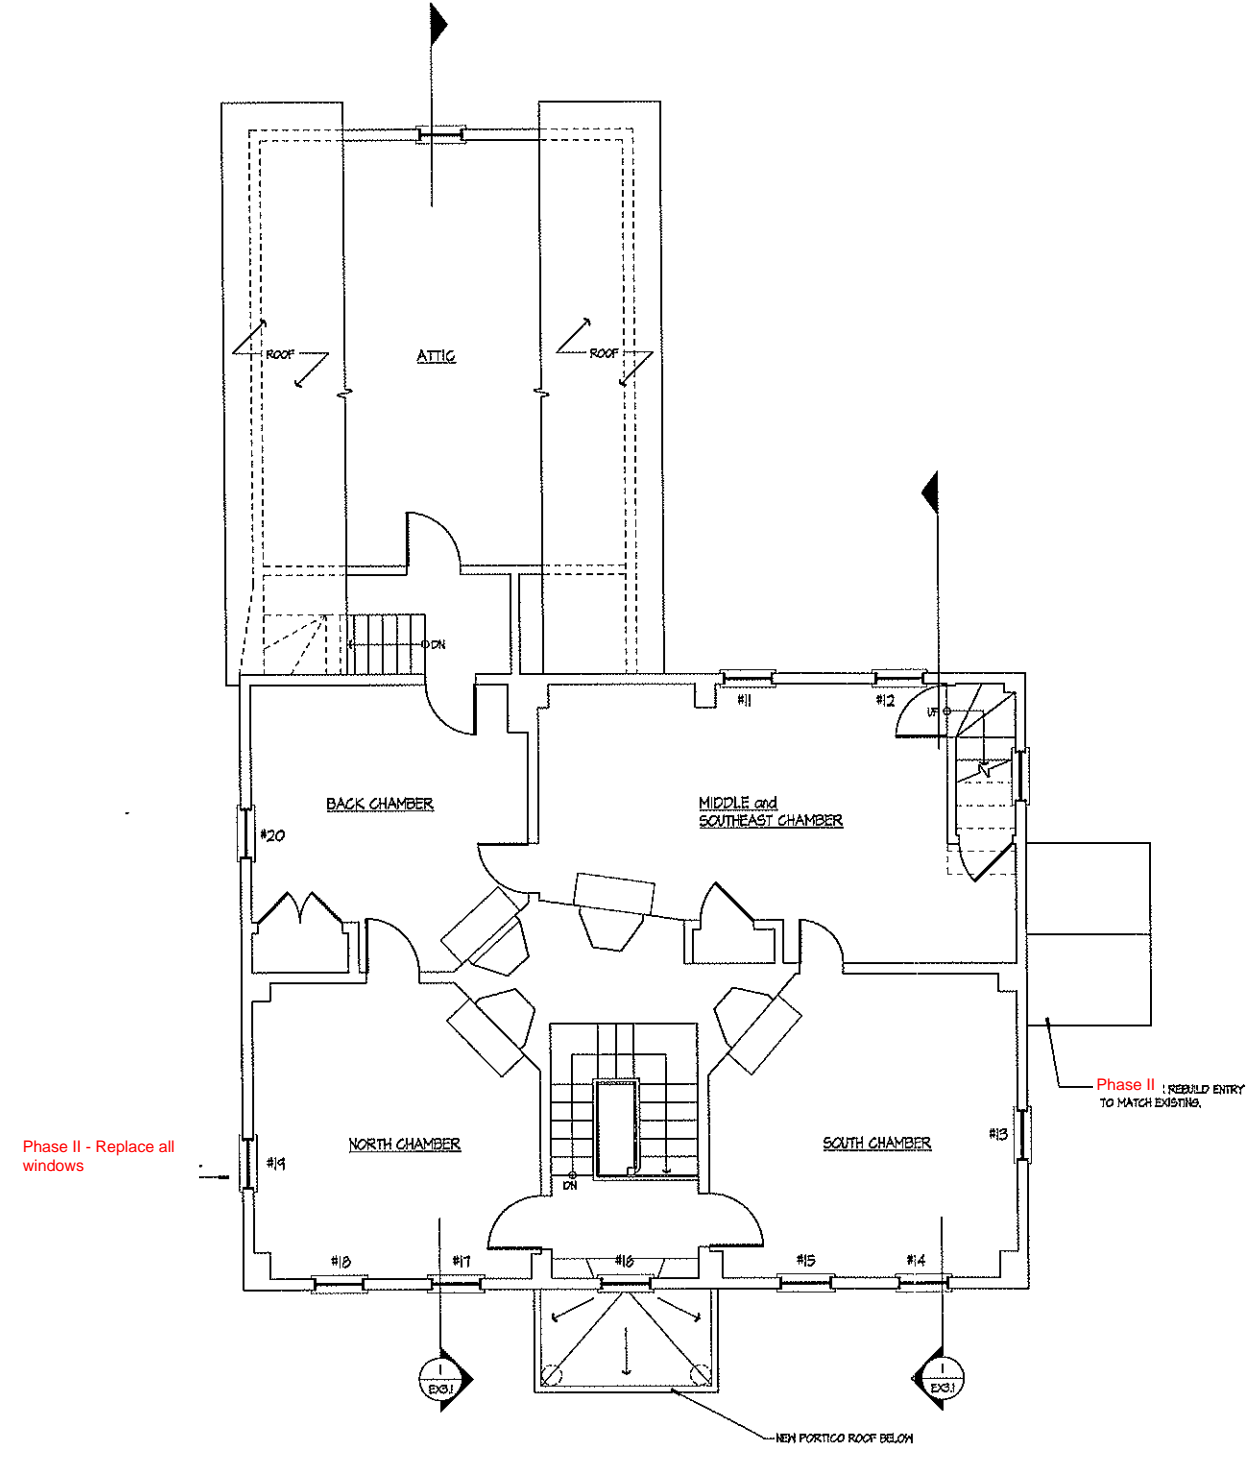 ROOF
ATTIC
ROOF
DN
#11
#12
UP
BACK CHAMBER
MIDDLE and
SOUTHEAST CHAMBER
#20
Phase II : REBUILD ENTRY
TO MATCH EXISTING.
Phase II - Replace all
windows
#19
NORTH CHAMBER
SOUTH CHAMBER
#13
DN
#18
#17
#16
#15
#14
1
EX3.1
1
EX3.1
NEW PORTICO ROOF BELOW